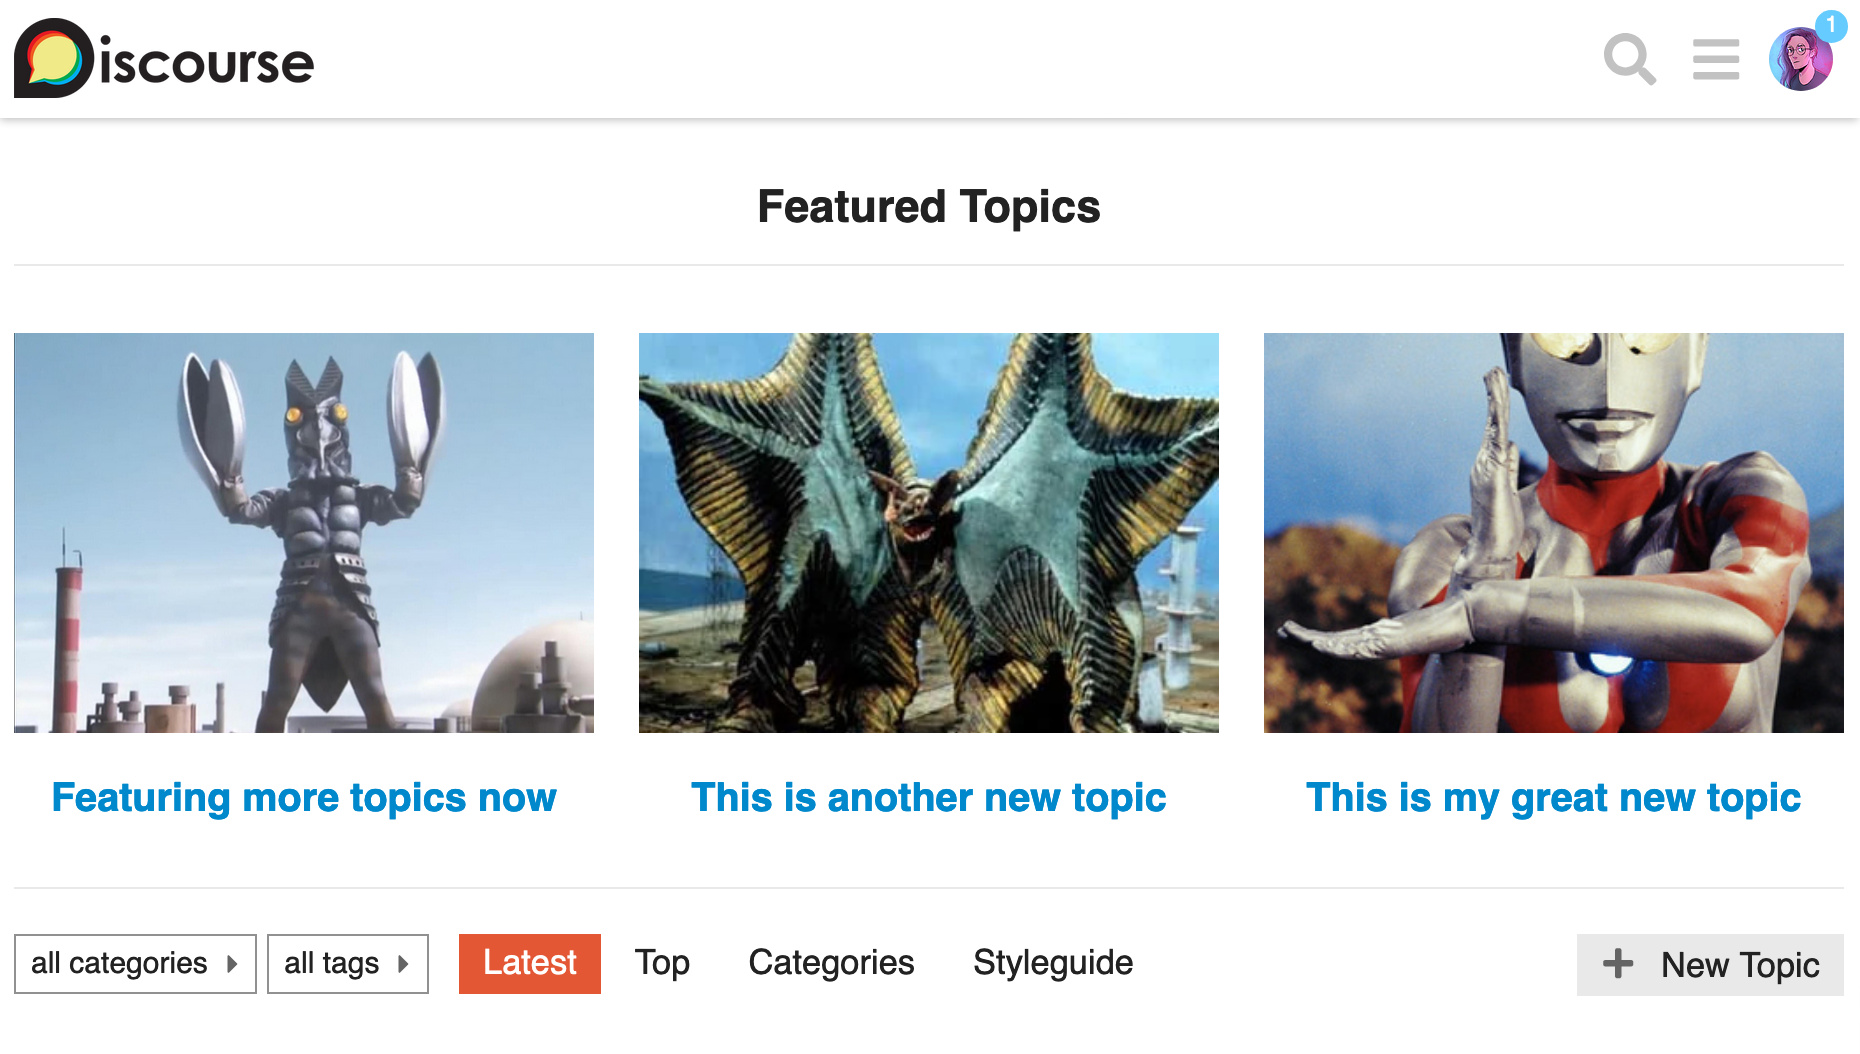 Discourse
1
Featured Topics
Featuring more topics now
This is another new topic
This is my great new topic
all categories
all tags
Latest
Top
Categories
Styleguide
New Topic